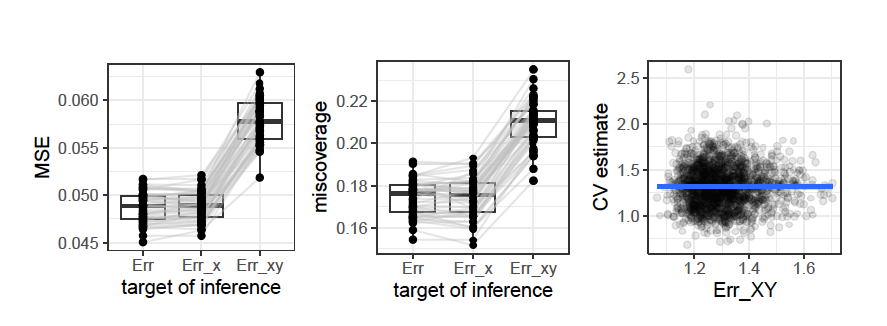 MSE
0.060
0.055
0.050
0.045
Err Err_x Err_xy
target of inference
miscoverage
0.22
0.20
0.18
0.16
Err Err_x Err_xy
target of inference
CV estimate
2.5
2.0
1.5
1.0
1.2 1.4 1.6
Err_XY